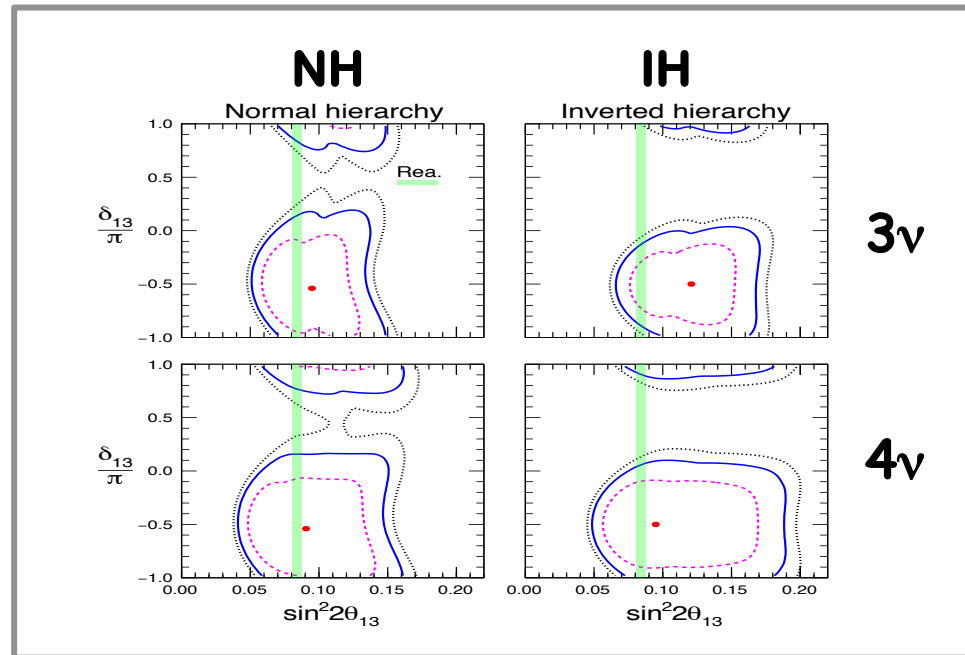 NH IH
Normal hierarchy Inverted hierarchy
1.0
0.5
0.0
−0.5
−1.0
δ13
π
Rea.
3ν
1.0
0.5
0.0
−0.5
−1.0
δ13
π
4ν
0.00 0.05 0.10 0.15 0.20 0.00 0.05 0.10 0.15 0.20
sin²2θ13 sin²2θ13